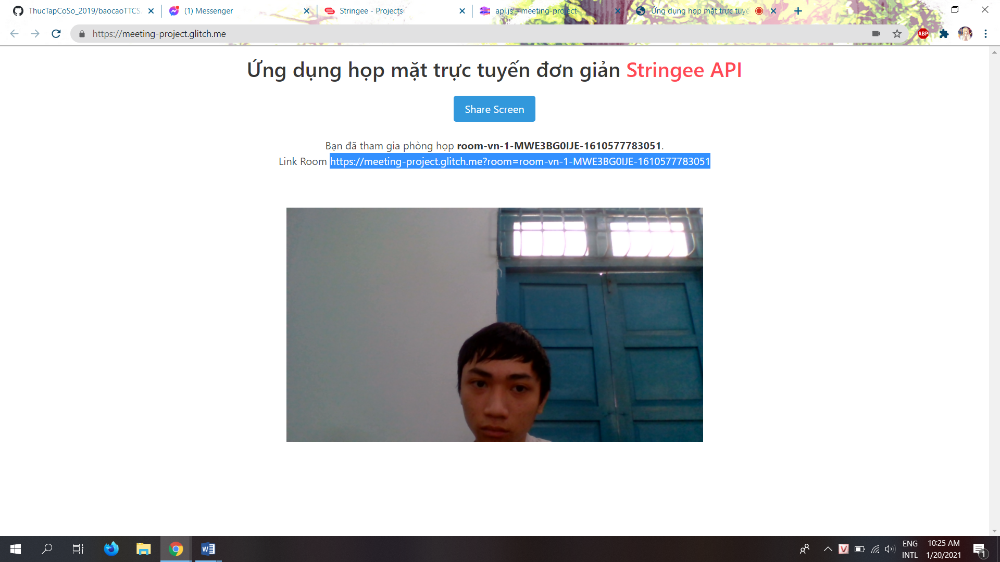 ThucTapCoSo_2019/baocaoTTCS
(1) Messenger
Stringee - Projects
api.js – meeting-project
Ứng dụng họp mặt trực tuyế
https://meeting-project.glitch.me
ABP
Ứng dụng họp mặt trực tuyến đơn giản Stringee API
Share Screen
Bạn đã tham gia phòng họp room-vn-1-MWE3BG0IJE-1610577783051.
Link Room https://meeting-project.glitch.me?room=room-vn-1-MWE3BG0IJE-1610577783051
W
V
ENG
INTL
10:25 AM
1/20/2021
1